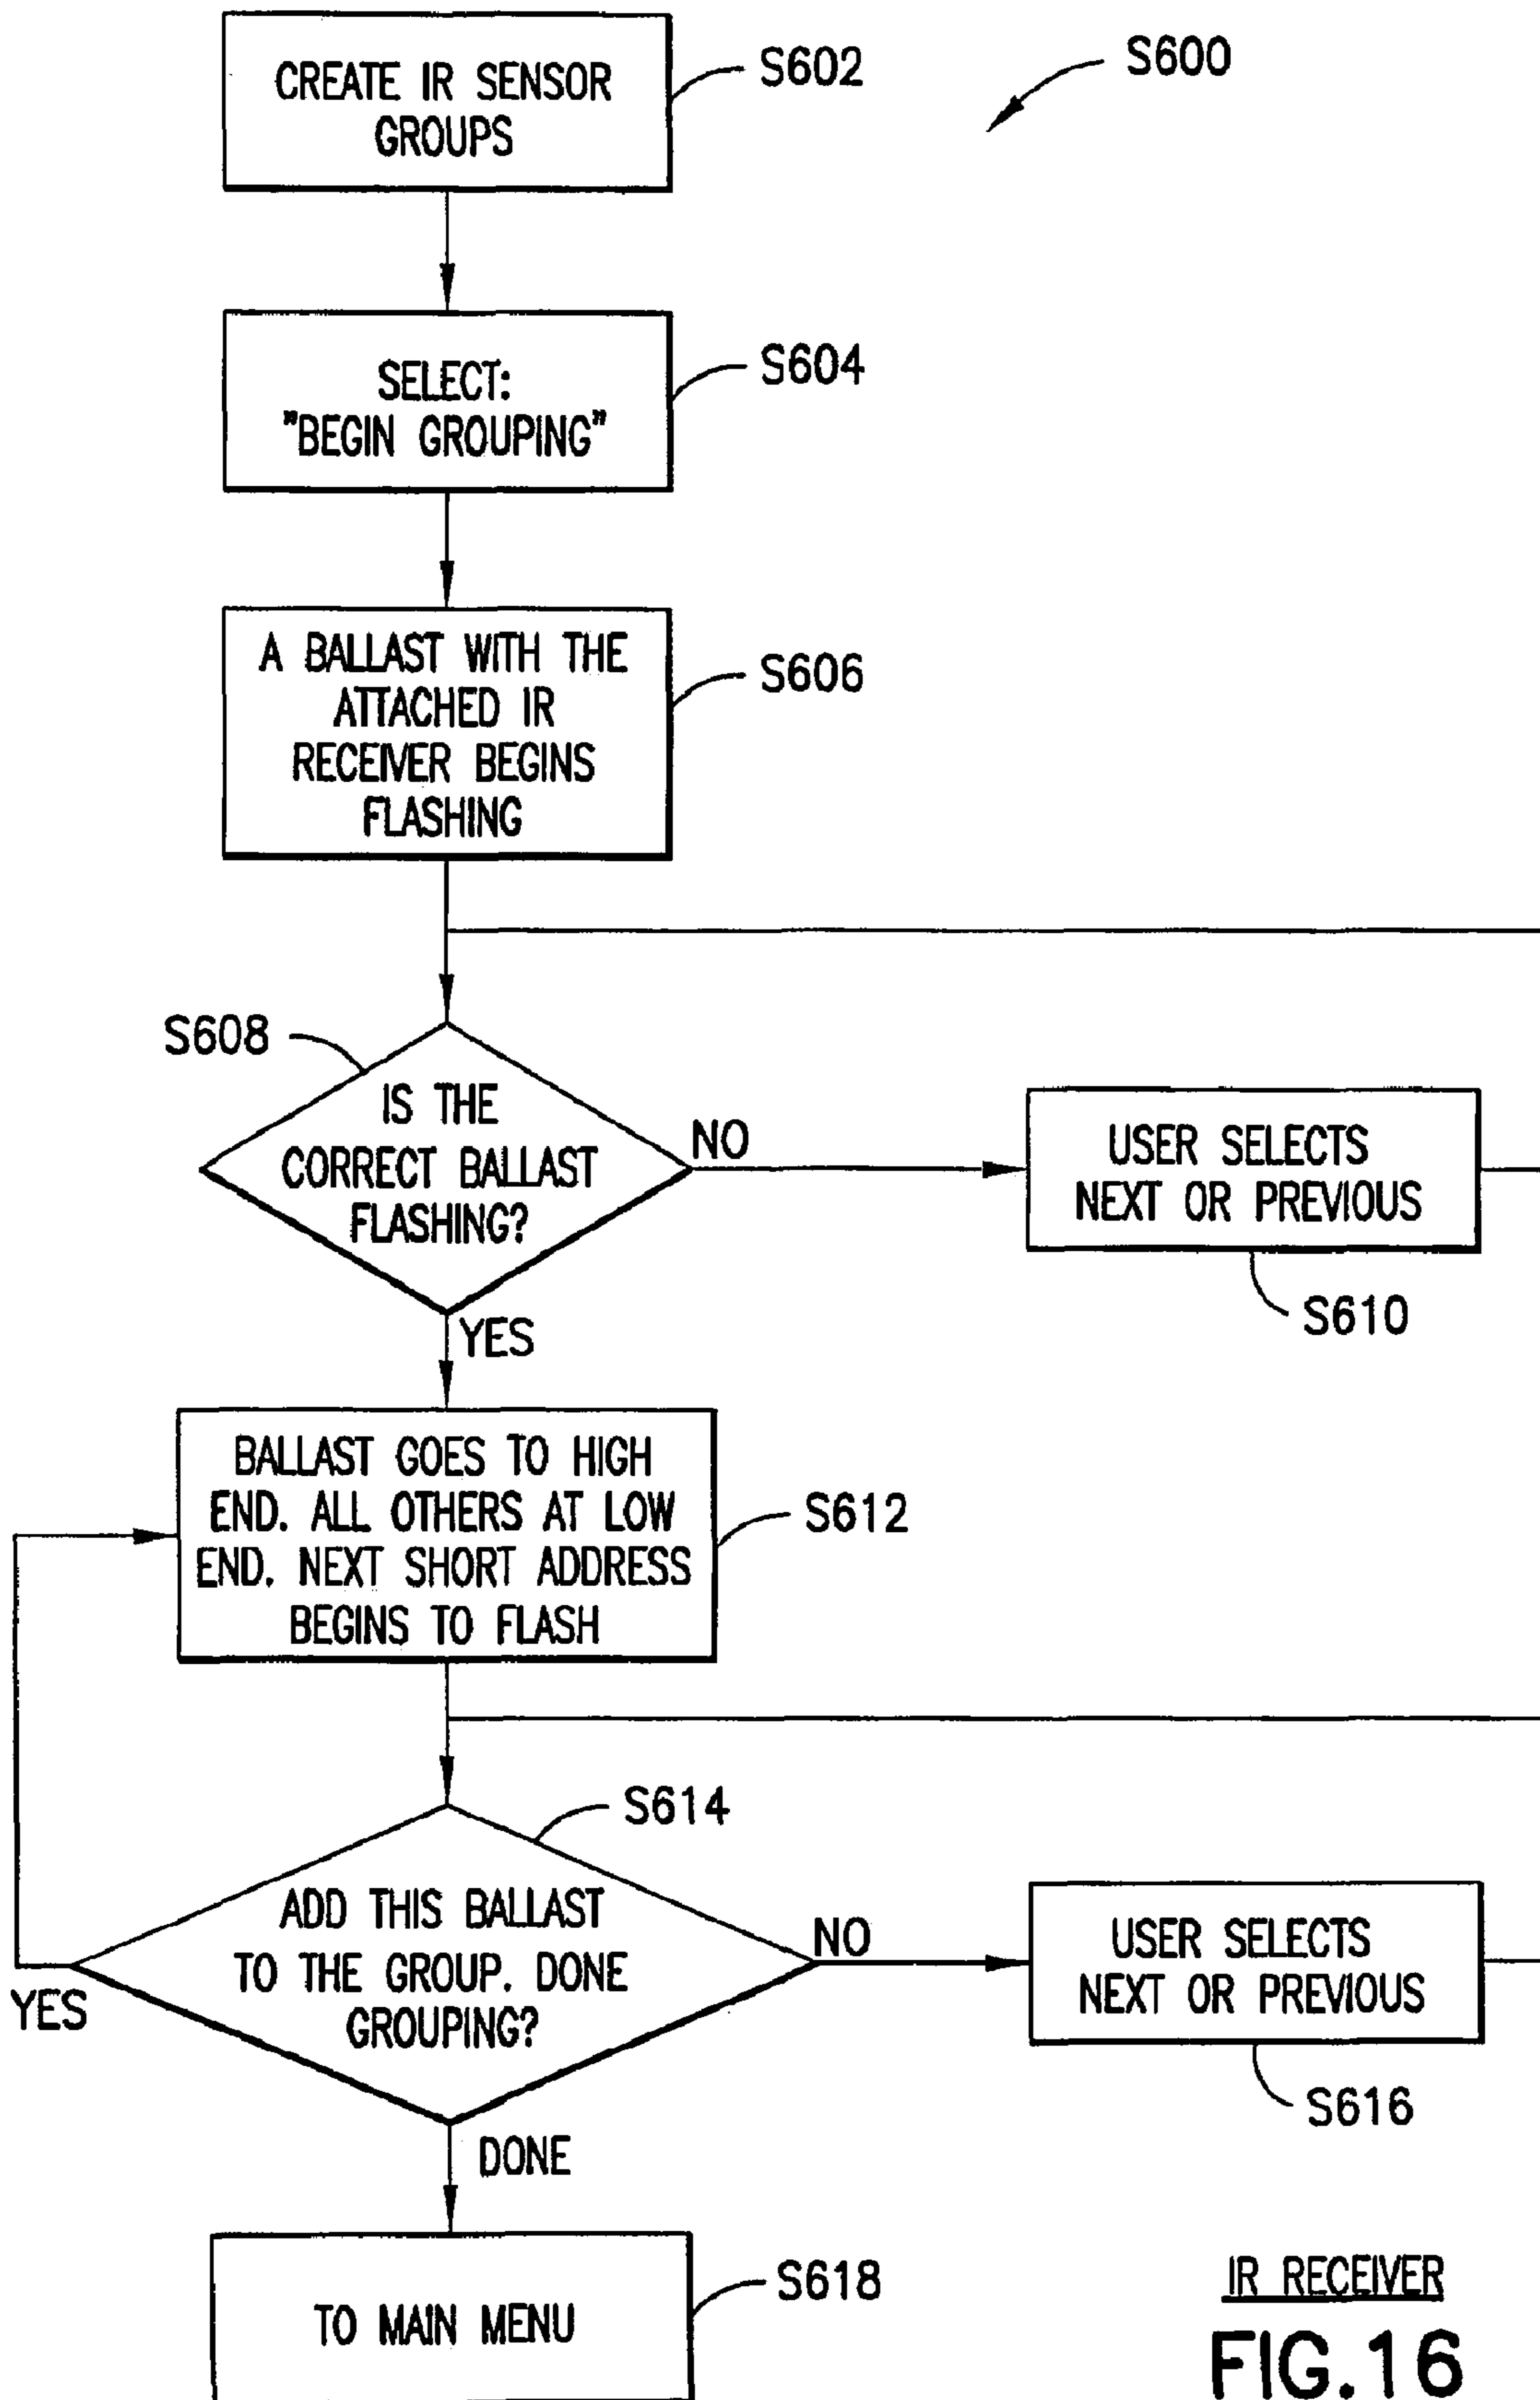 CREATE IR SENSOR
GROUPS
S602
S600
SELECT:
"BEGIN GROUPING"
S604
A BALLAST WITH THE
ATTACHED IR
RECEIVER BEGINS
FLASHING
S606
S608
IS THE
CORRECT BALLAST
FLASHING?
NO
USER SELECTS
NEXT OR PREVIOUS
S610
YES
BALLAST GOES TO HIGH
END. ALL OTHERS AT LOW
END. NEXT SHORT ADDRESS
BEGINS TO FLASH
S612
S614
ADD THIS BALLAST
TO THE GROUP. DONE
GROUPING?
YES
NO
USER SELECTS
NEXT OR PREVIOUS
S616
DONE
TO MAIN MENU
S618
IR RECEIVER
FIG.16